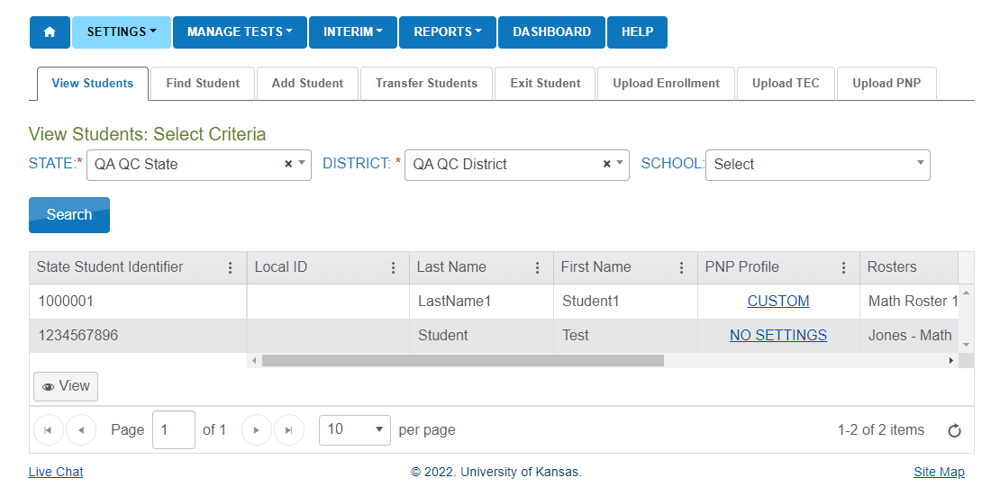 SETTINGS MANAGE TESTS INTERIM REPORTS DASHBOARD HELP
View Students Find Student Add Student Transfer Students Exit Student Upload Enrollment Upload TEC Upload PNP
View Students: Select Criteria
STATE:* QA QC State × DISTRICT: * QA QC District × SCHOOL: Select
Search
State Student Identifier Local ID Last Name First Name PNP Profile Rosters
1000001 LastName1 Student1 CUSTOM Math Roster 1
1234567896 Student Test NO SETTINGS Jones - Math
View
Page 1 of 1 10 per page 1-2 of 2 items
Live Chat © 2022. University of Kansas. Site Map